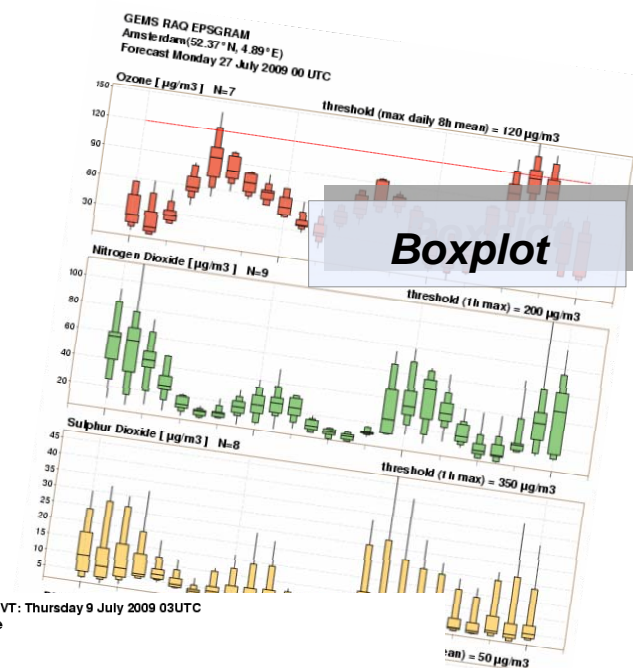 GEMS RAQ EPSGRAM
Amsterdam(52.37°N, 4.89°E)
Forecast Monday 27 July 2009 00 UTC
Ozone [ µg/m3 ] N=7
threshold (max daily 8h mean) = 120 µg/m3
150
120
90
60
30
Boxplot
Nitrogen Dioxide [ µg/m3 ] N=9
threshold (1h max) = 200 µg/m3
100
80
60
40
20
Sulphur Dioxide [ µg/m3 ] N=8
threshold (1h max) = 350 µg/m3
45
40
35
30
25
20
15
10
5
VT: Thursday 9 July 2009 03UTC
= 50 µg/m3